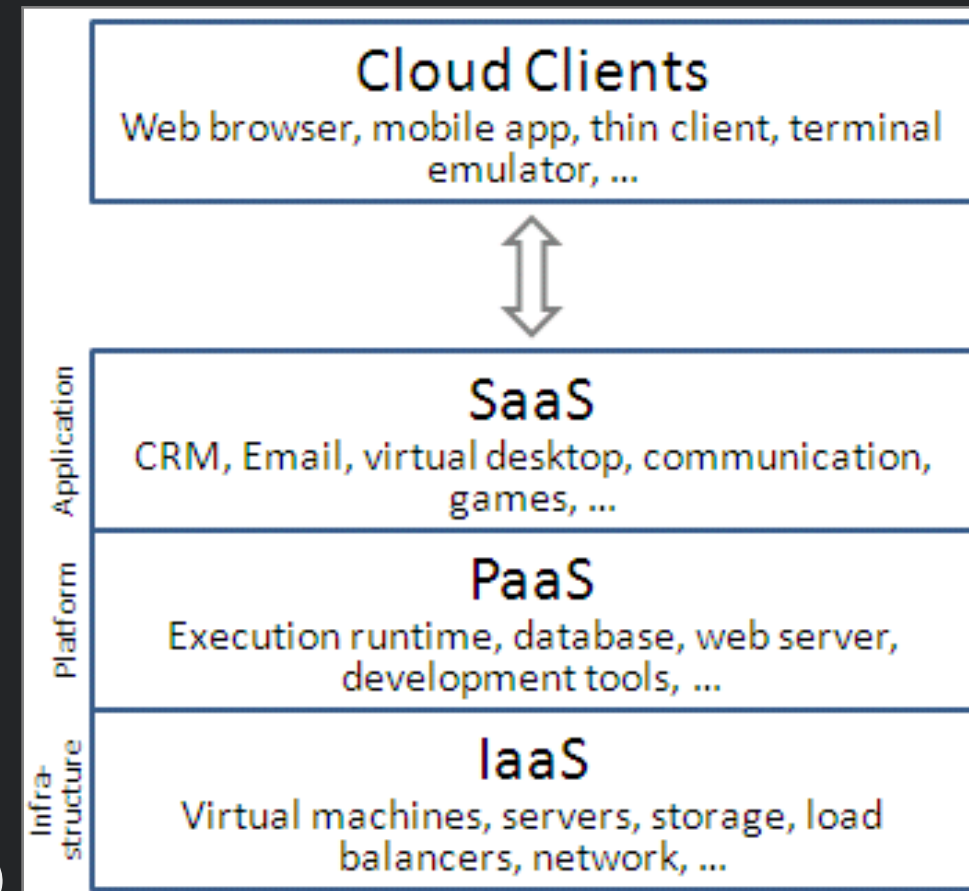 Cloud Clients
Web browser, mobile app, thin client, terminal
emulator, ...
Application
SaaS
CRM, Email, virtual desktop, communication,
games, ...
Platform
PaaS
Execution runtime, database, web server,
development tools, ...
Infra-
structure
IaaS
Virtual machines, servers, storage, load
balancers, network, ...